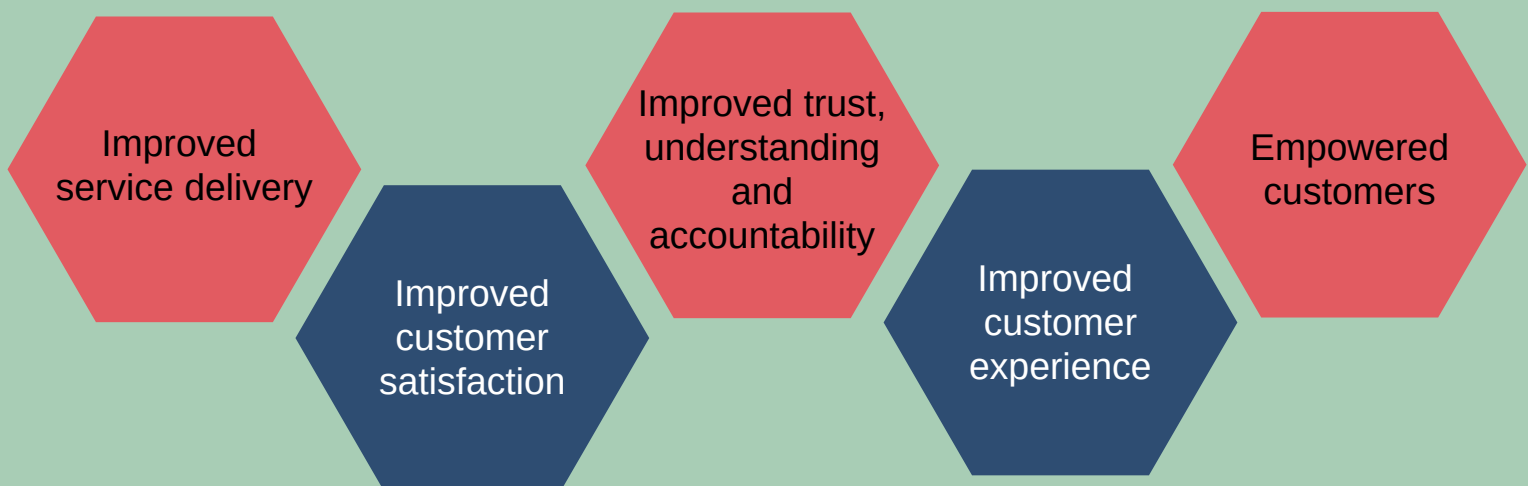 Improved
service delivery
Improved
customer
satisfaction
Improved trust,
understanding
and
accountability
Improved
customer
experience
Empowered
customers